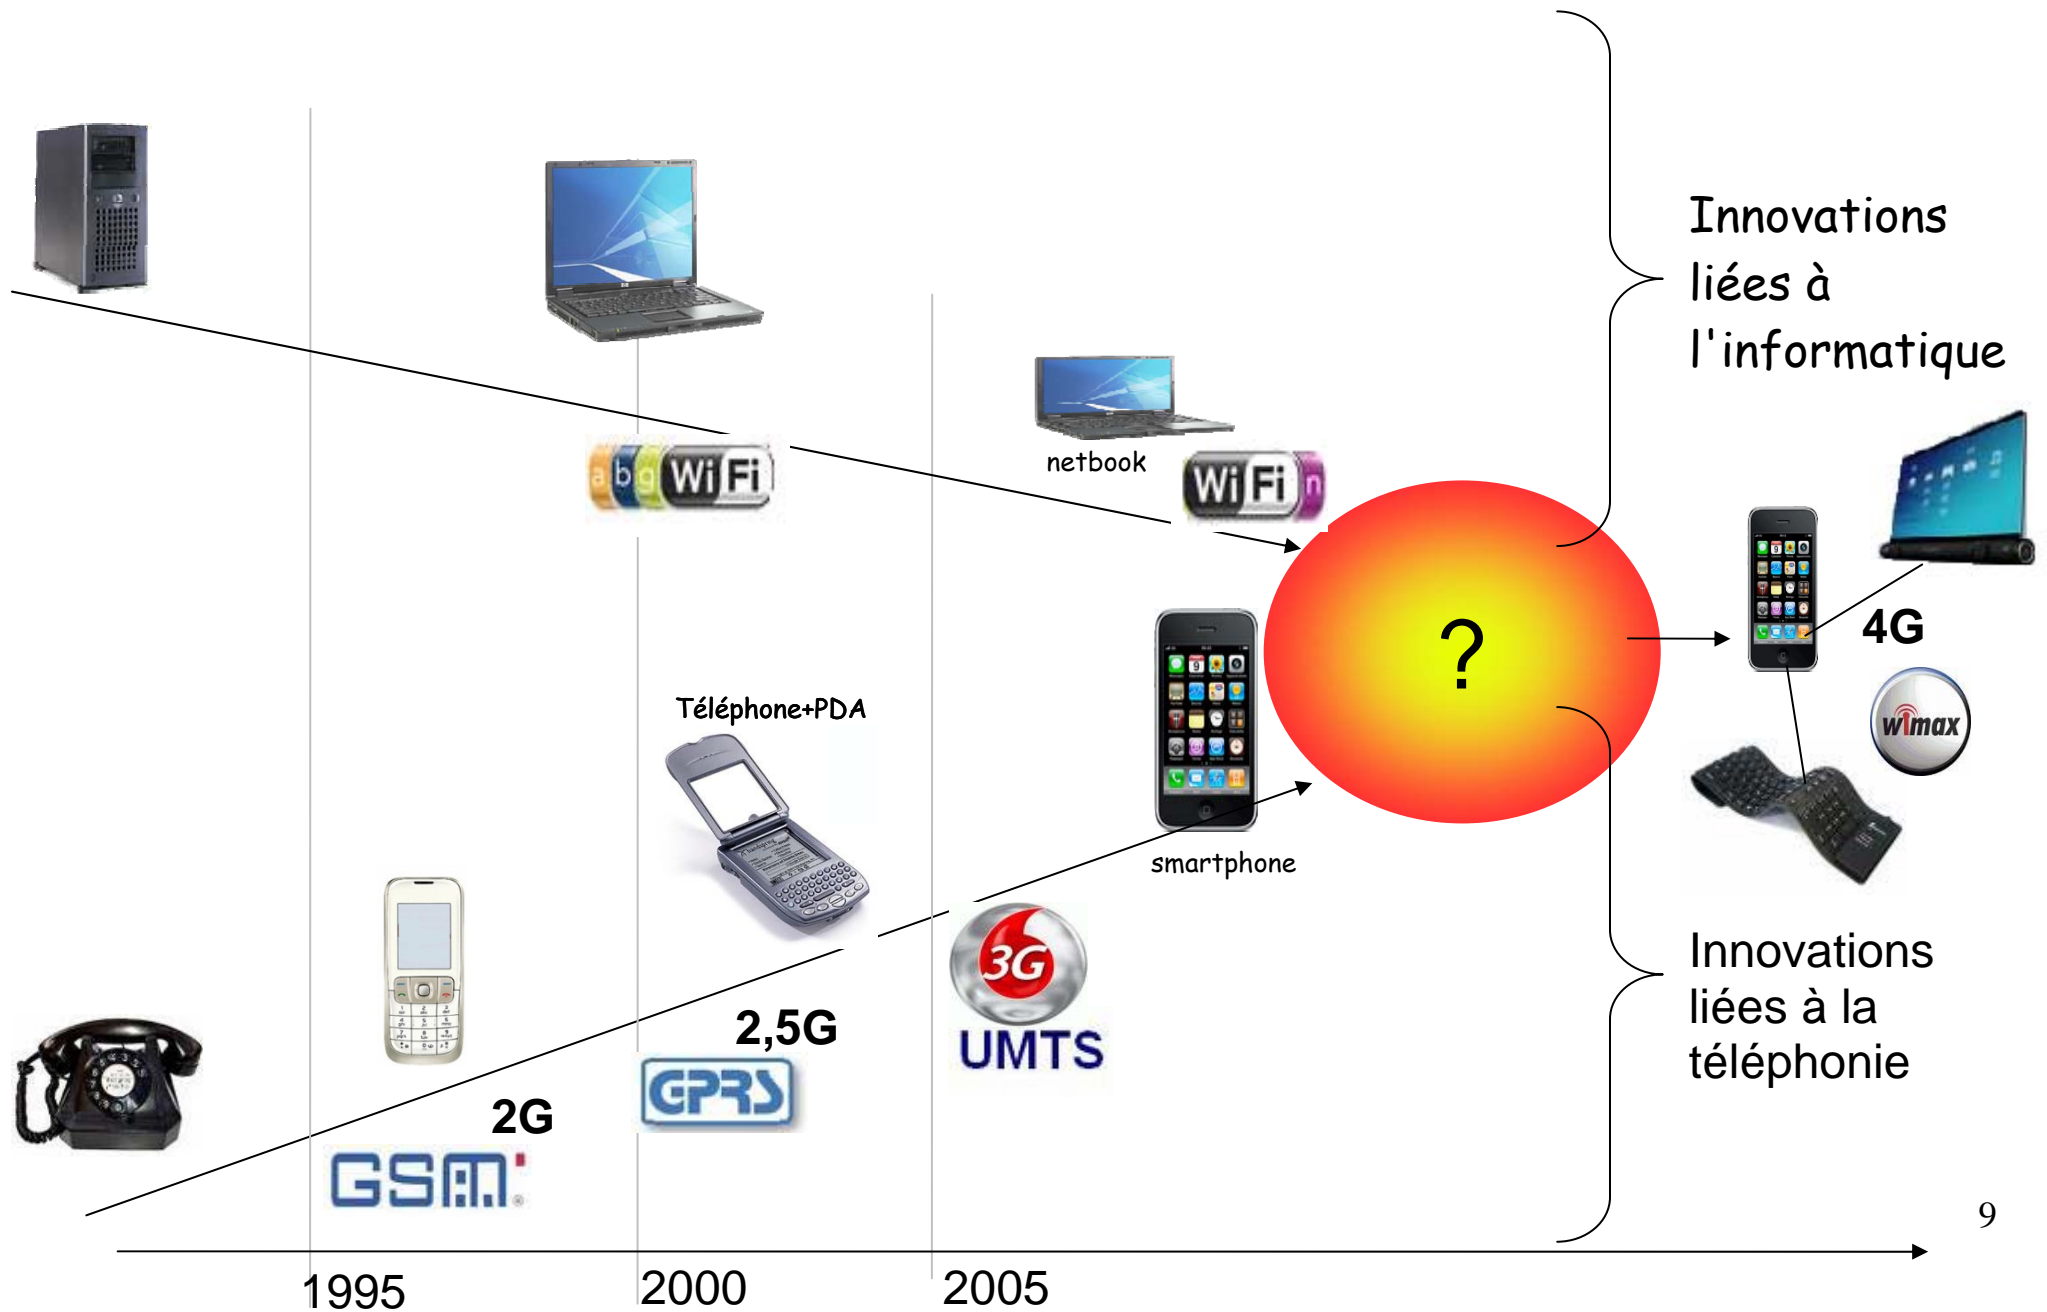 Innovations
liées à
l'informatique
a b g WiFi
netbook
WiFi n
?
4G
wimax
Téléphone+PDA
smartphone
3G
UMTS
2,5G
GPRS
2G
GSM
Innovations
liées à la
téléphonie
9
1995
2000
2005